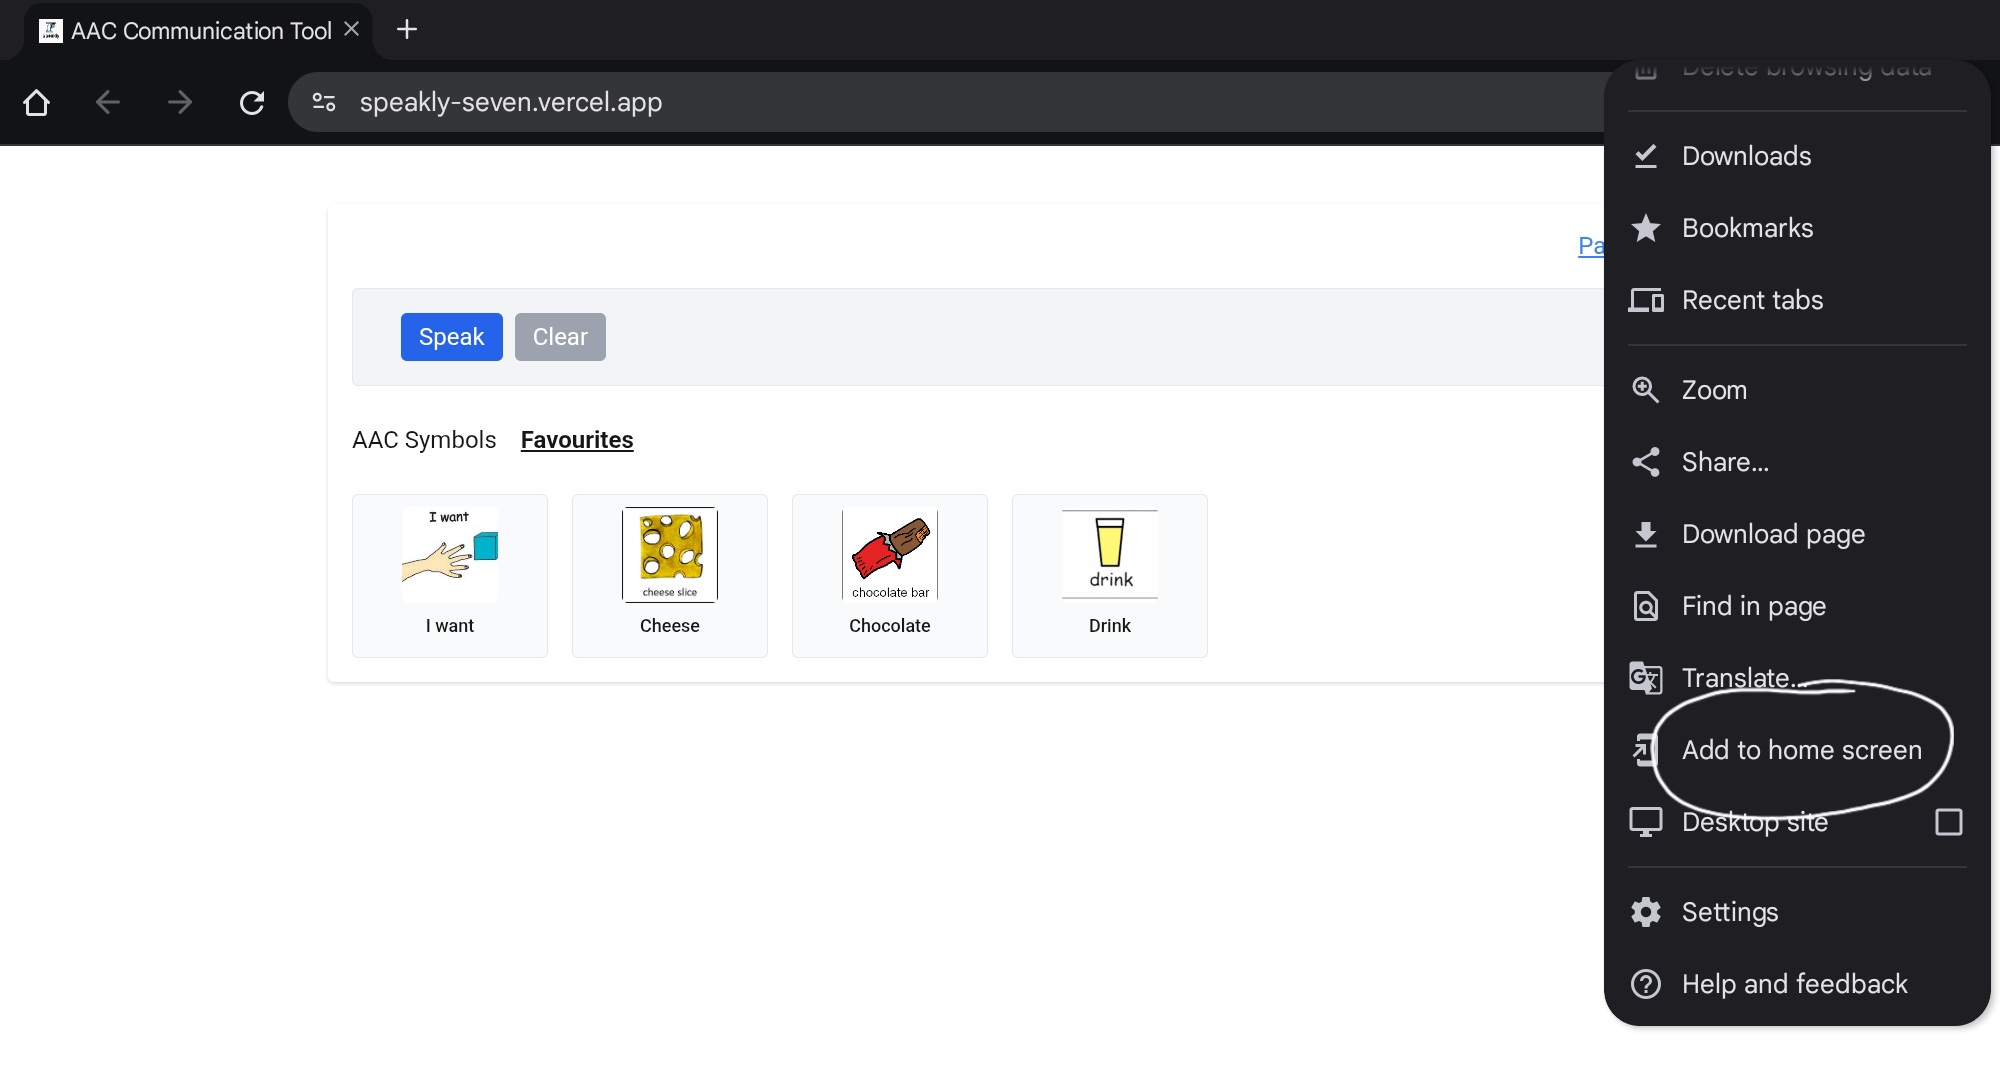 AAC Communication Tool
speakly-seven.vercel.app
Delete browsing data
Downloads
Bookmarks
Recent tabs
Zoom
Share...
Download page
Find in page
Translate...
Add to home screen
Desktop site
Settings
Help and feedback
Pa
Speak
Clear
AAC Symbols
Favourites
I want
I want
cheese slice
Cheese
chocolate bar
Chocolate
drink
Drink